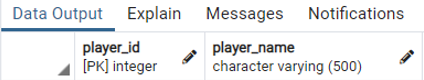 Data Output Explain Messages Notifications
player_id player_name
[PK] integer character varying (500)